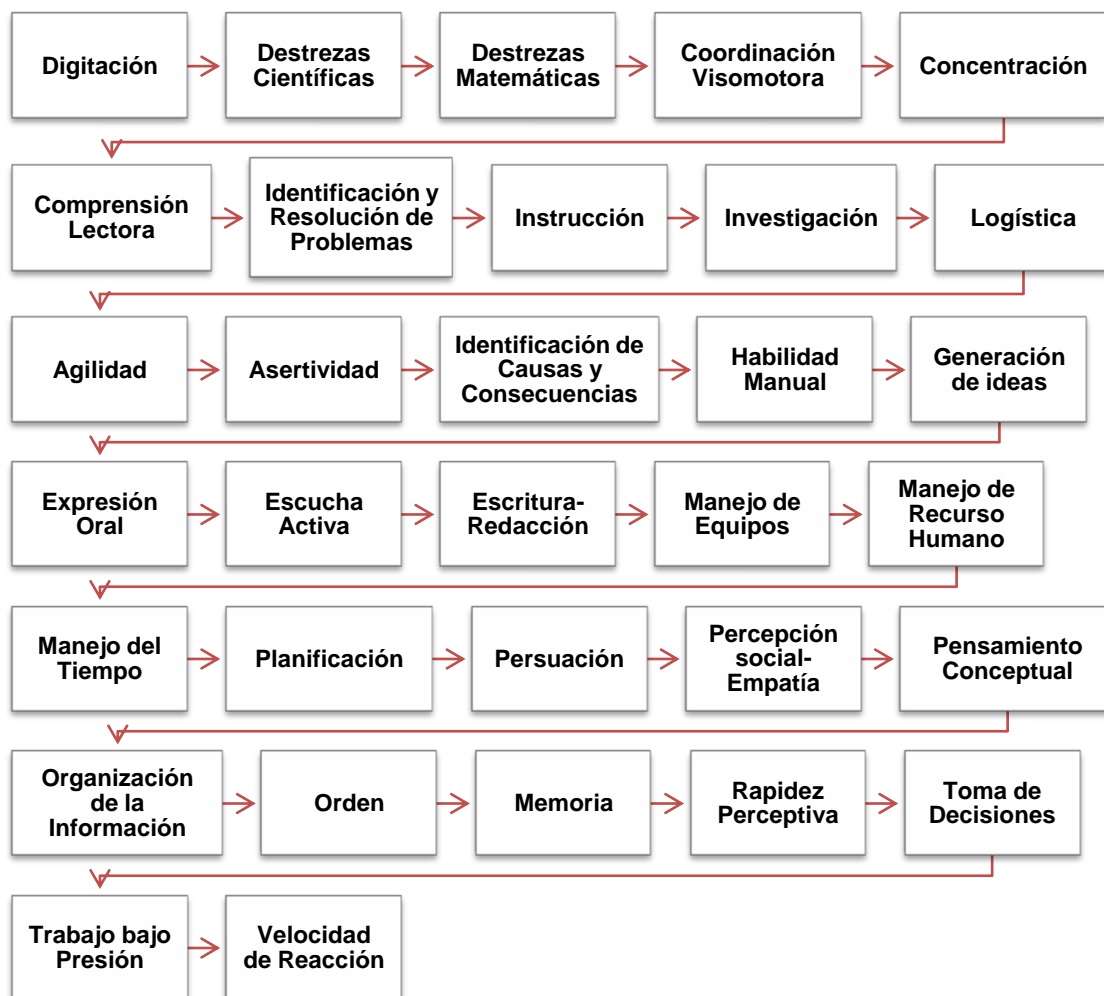 Digitación
Destrezas
Científicas
Destrezas
Matemáticas
Coordinación
Visomotora
Concentración
Comprensión
Lectora
Identificación y
Resolución de
Problemas
Instrucción
Investigación
Logística
Agilidad
Asertividad
Identificación de
Causas y
Consecuencias
Habilidad
Manual
Generación
de ideas
Expresión
Oral
Escucha
Activa
Escritura-
Redacción
Manejo de
Equipos
Manejo de
Recurso
Humano
Manejo del
Tiempo
Planificación
Persuación
Percepción
social-
Empatía
Pensamiento
Conceptual
Organización
de la
Información
Orden
Memoria
Rapidez
Perceptiva
Toma de
Decisiones
Trabajo bajo
Presión
Velocidad
de Reacción